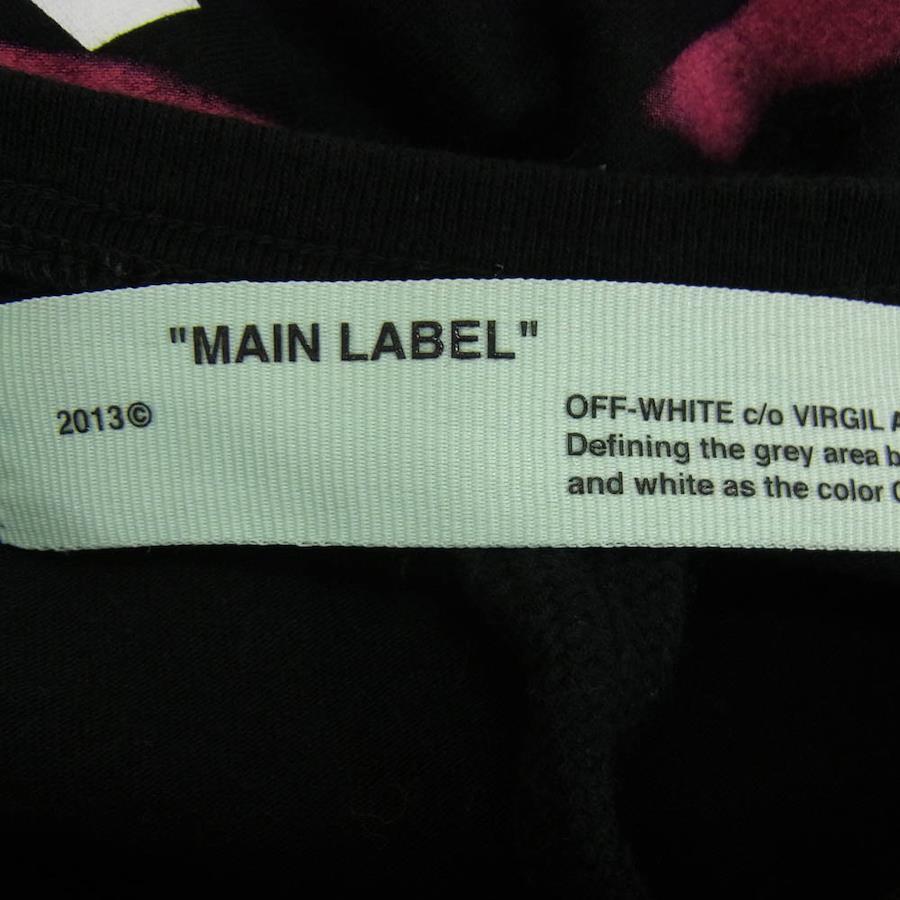 "MAIN LABEL"
2013©
OFF-WHITE c/o VIRGIL
Defining the grey area
and white as the color